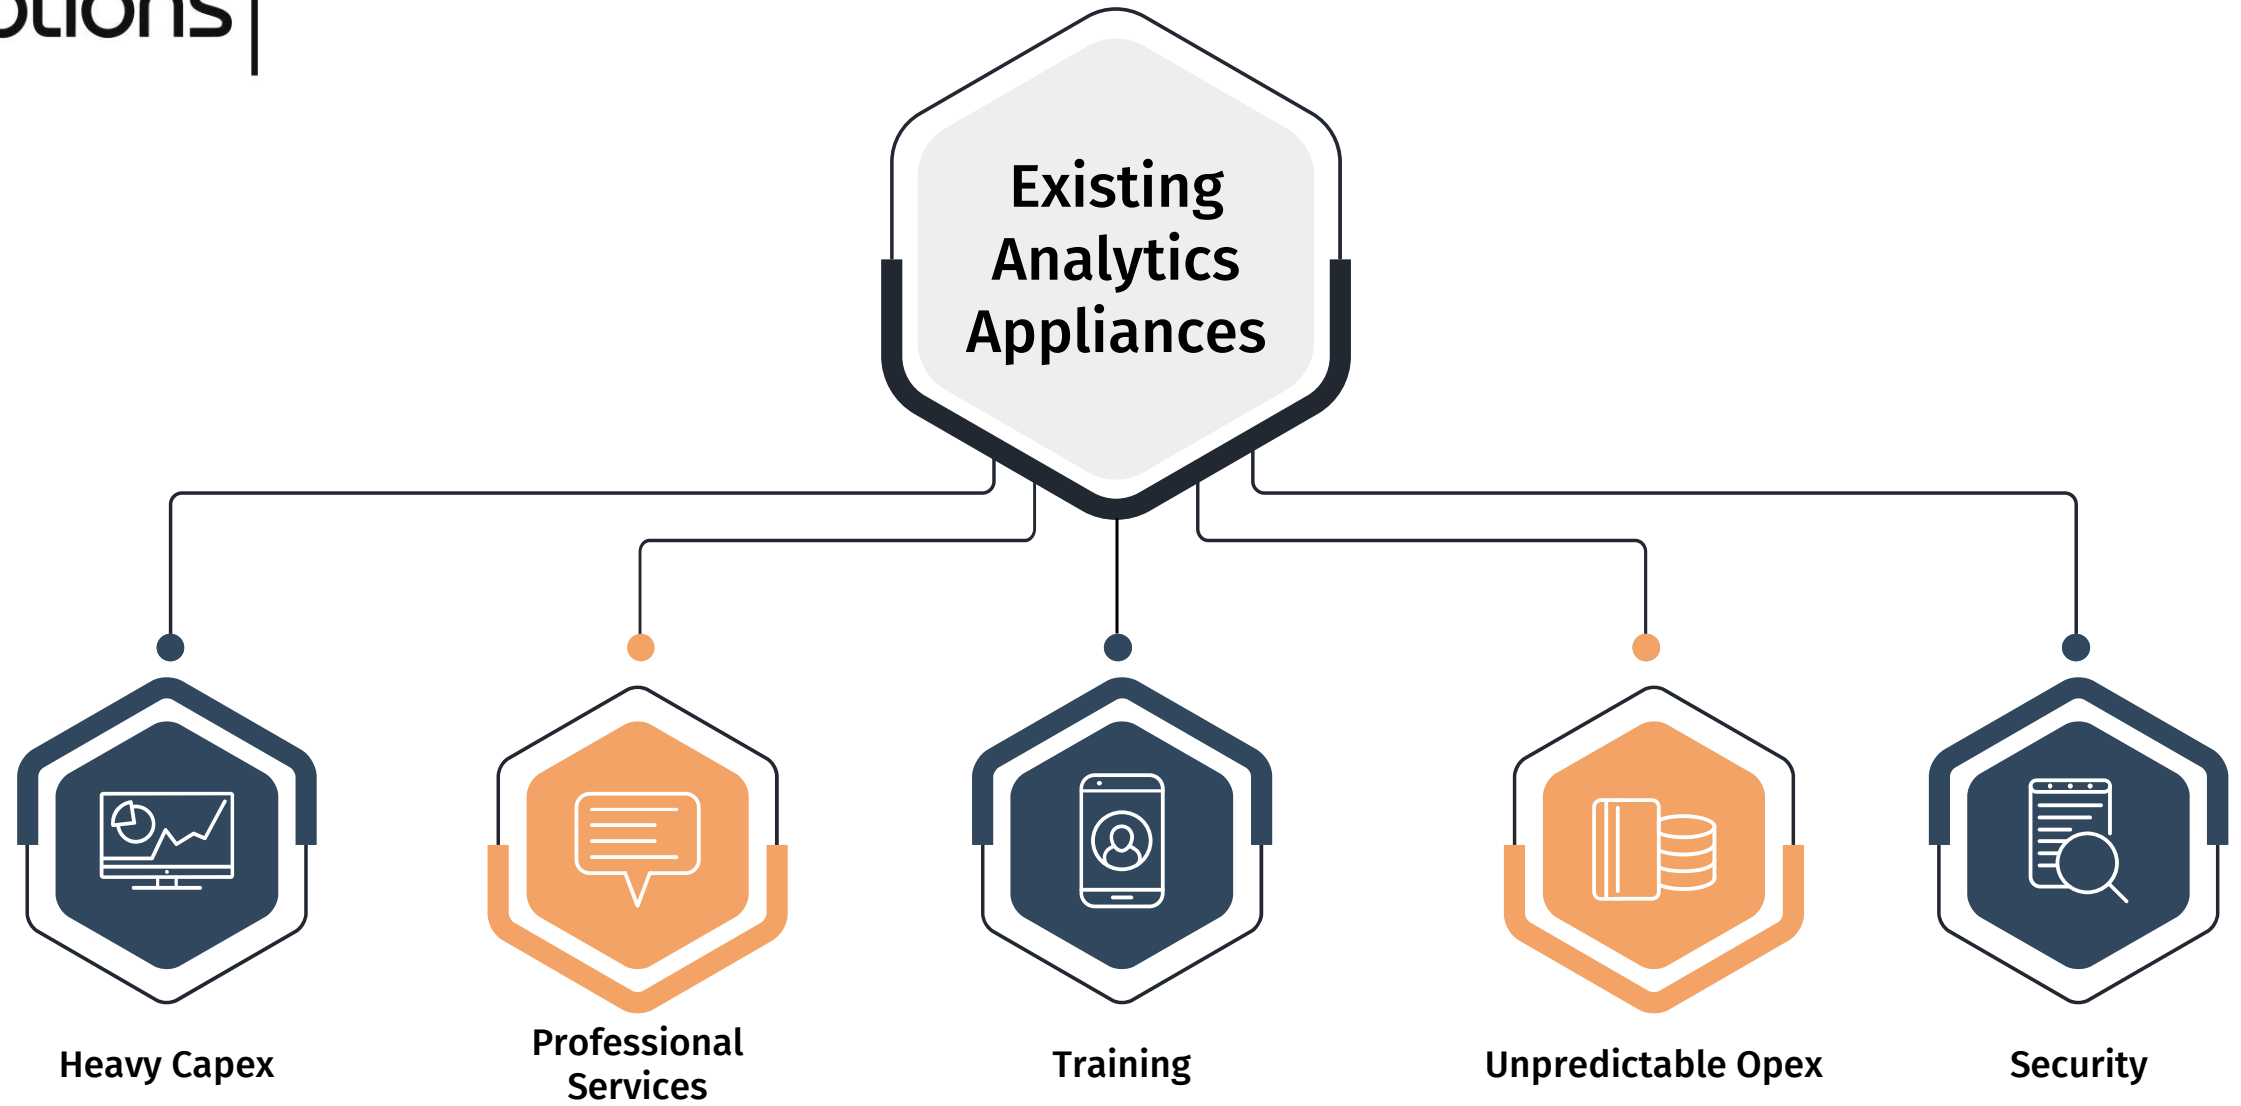 Existing
Analytics
Appliances
Heavy Capex
Professional
Services
Training
Unpredictable Opex
Security